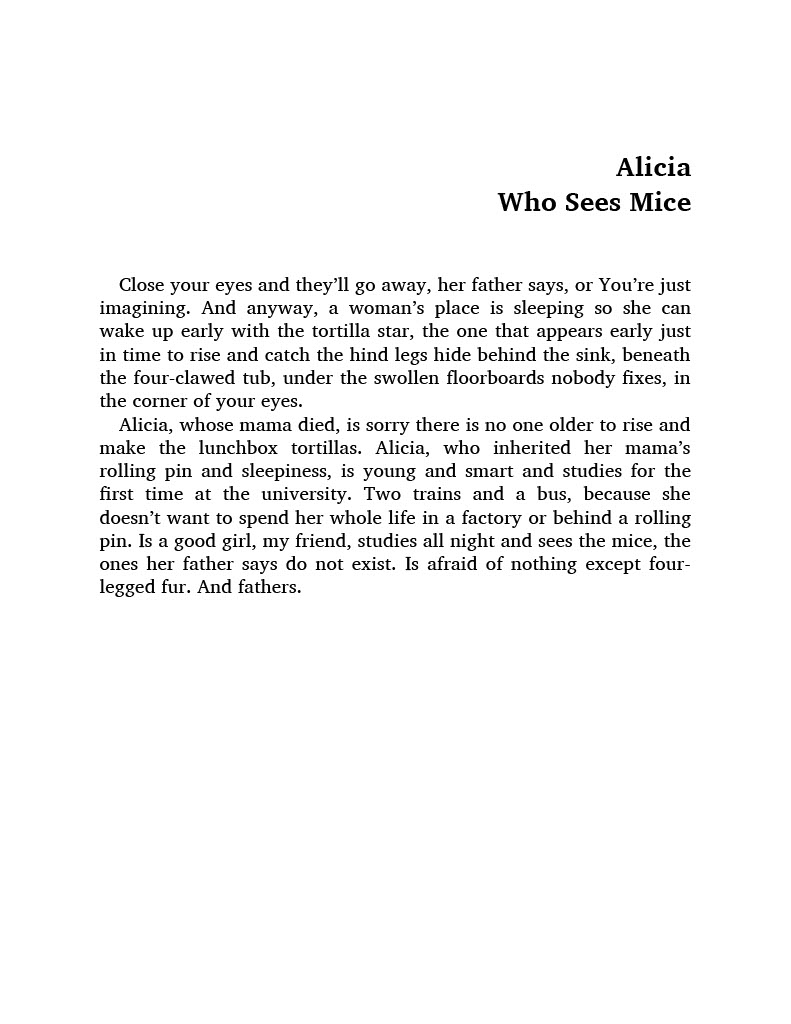 Alicia
Who Sees Mice
Close your eyes and they’ll go away, her father says, or You’re just
imagining. And anyway, a woman’s place is sleeping so she can
wake up early with the tortilla star, the one that appears early just
in time to rise and catch the hind legs hide behind the sink, beneath
the four-clawed tub, under the swollen floorboards nobody fixes, in
the corner of your eyes.
Alicia, whose mama died, is sorry there is no one older to rise and
make the lunchbox tortillas. Alicia, who inherited her mama’s
rolling pin and sleepiness, is young and smart and studies for the
first time at the university. Two trains and a bus, because she
doesn’t want to spend her whole life in a factory or behind a rolling
pin. Is a good girl, my friend, studies all night and sees the mice, the
ones her father says do not exist. Is afraid of nothing except four-
legged fur. And fathers.